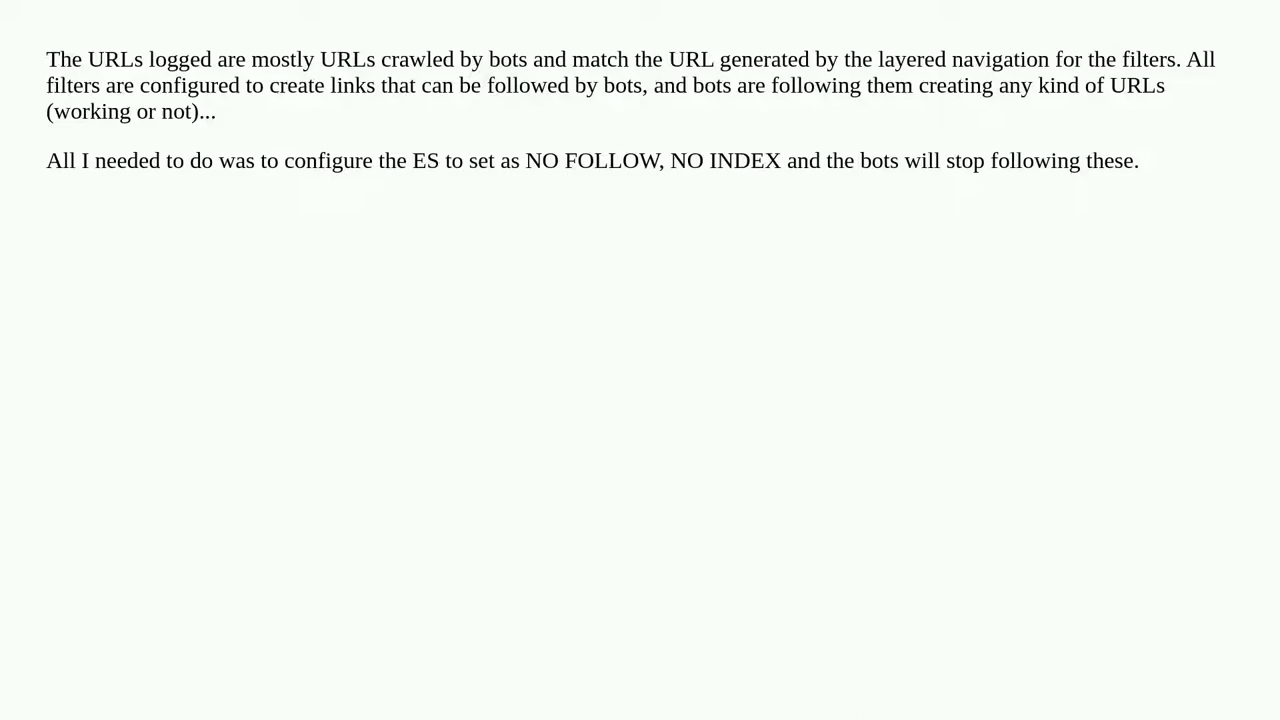 The URLs logged are mostly URLs crawled by bots and match the URL generated by the layered navigation for the filters. All
filters are configured to create links that can be followed by bots, and bots are following them creating any kind of URLs
(working or not)...
All I needed to do was to configure the ES to set as NO FOLLOW, NO INDEX and the bots will stop following these.